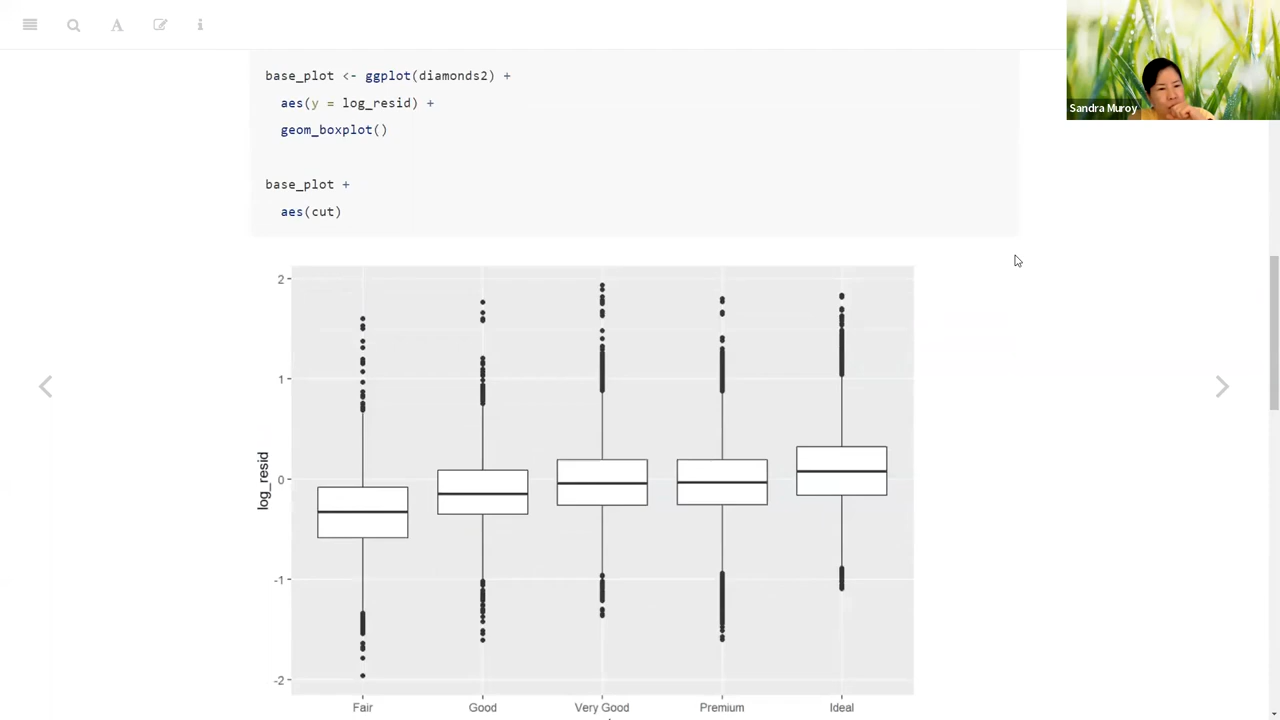 base_plot <- ggplot(diamonds2) +
aes(y = log_resid) +
geom_boxplot()
base_plot +
aes(cut)
Sandra Muroy
2
1
0
-1
-2
log_resid
Fair Good Very Good Premium Ideal